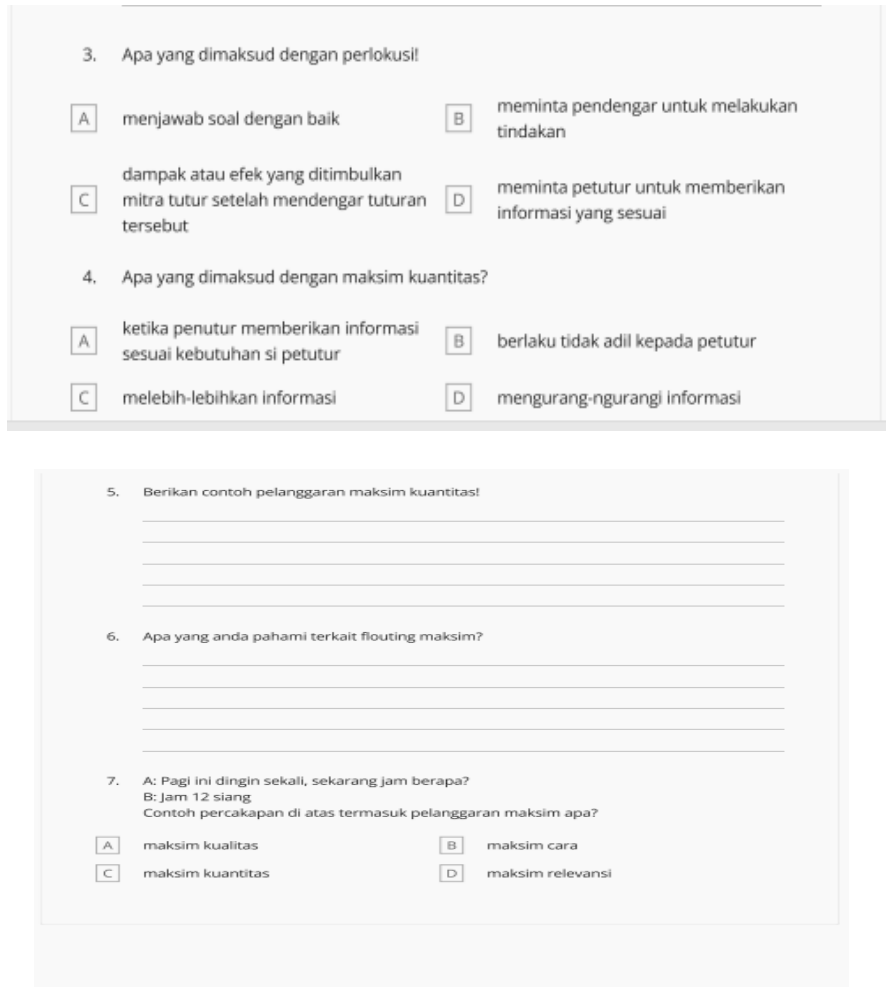 3. Apa yang dimaksud dengan perlokusi!
A menjawab soal dengan baik
B meminta pendengar untuk melakukan
tindakan
C dampak atau efek yang ditimbulkan
mitra tutur setelah mendengar tuturan
tersebut
D meminta petutur untuk memberikan
informasi yang sesuai
4. Apa yang dimaksud dengan maksim kuantitas?
A ketika penutur memberikan informasi
sesuai kebutuhan si petutur
B berlaku tidak adil kepada petutur
C melebih-lebihkan informasi
D mengurang-ngurangi informasi
5. Berikan contoh pelanggaran maksim kuantitas!
6. Apa yang anda pahami terkait flouting maksim?
7. A: Pagi ini dingin sekali, sekarang jam berapa?
B: Jam 12 siang
Contoh percakapan di atas termasuk pelanggaran maksim apa?
A maksim kualitas
B maksim cara
C maksim kuantitas
D maksim relevansi